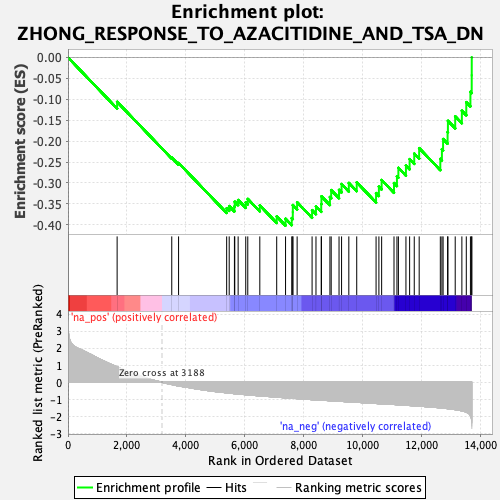 Enrichment plot:
ZHONG_RESPONSE_TO_AZACITIDINE_AND_TSA_DN
Enrichment score (ES)
0.00
-0.05
-0.10
-0.15
-0.20
-0.25
-0.30
-0.35
-0.40
'na_pos' (positively correlated)
Ranked list metric (PreRanked)
4
3
2
1
0
-1
-2
-3
Zero cross at 3188
'na_neg' (negatively correlated)
0 2,000 4,000 6,000 8,000 10,000 12,000 14,000
Rank in Ordered Dataset
Enrichment profile Hits Ranking metric scores